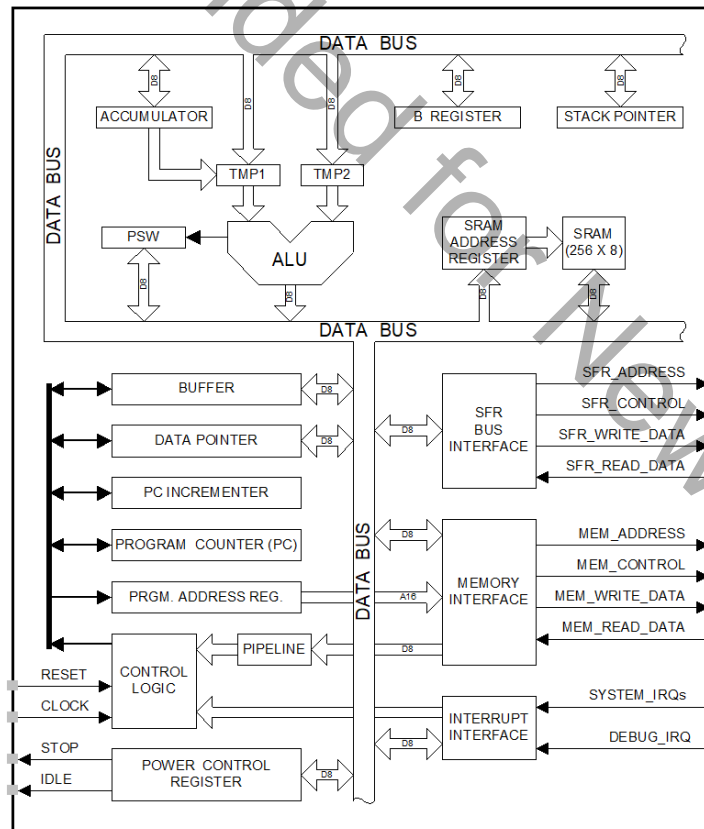 DATA BUS
D8
D8
D8
D8
D8
ACCUMULATOR
B REGISTER
STACK POINTER
DATA BUS
TMP1
TMP2
PSW
ALU
SRAM
ADDRESS
REGISTER
SRAM
(256 X 8)
D8
D8
D8
D8
DATA BUS
BUFFER
D8
DATA POINTER
D8
PC INCREMENTER
PROGRAM COUNTER (PC)
PRGM. ADDRESS REG.
DATA BUS
D8
SFR
BUS
INTERFACE
SFR_ADDRESS
SFR_CONTROL
SFR_WRITE_DATA
SFR_READ_DATA
D8
A16
MEMORY
INTERFACE
MEM_ADDRESS
MEM_CONTROL
MEM_WRITE_DATA
MEM_READ_DATA
D8
PIPELINE
CONTROL
LOGIC
RESET
CLOCK
INTERRUPT
INTERFACE
SYSTEM_IRQs
DEBUG_IRQ
D8
STOP
IDLE
POWER CONTROL
REGISTER
D8
ded for New